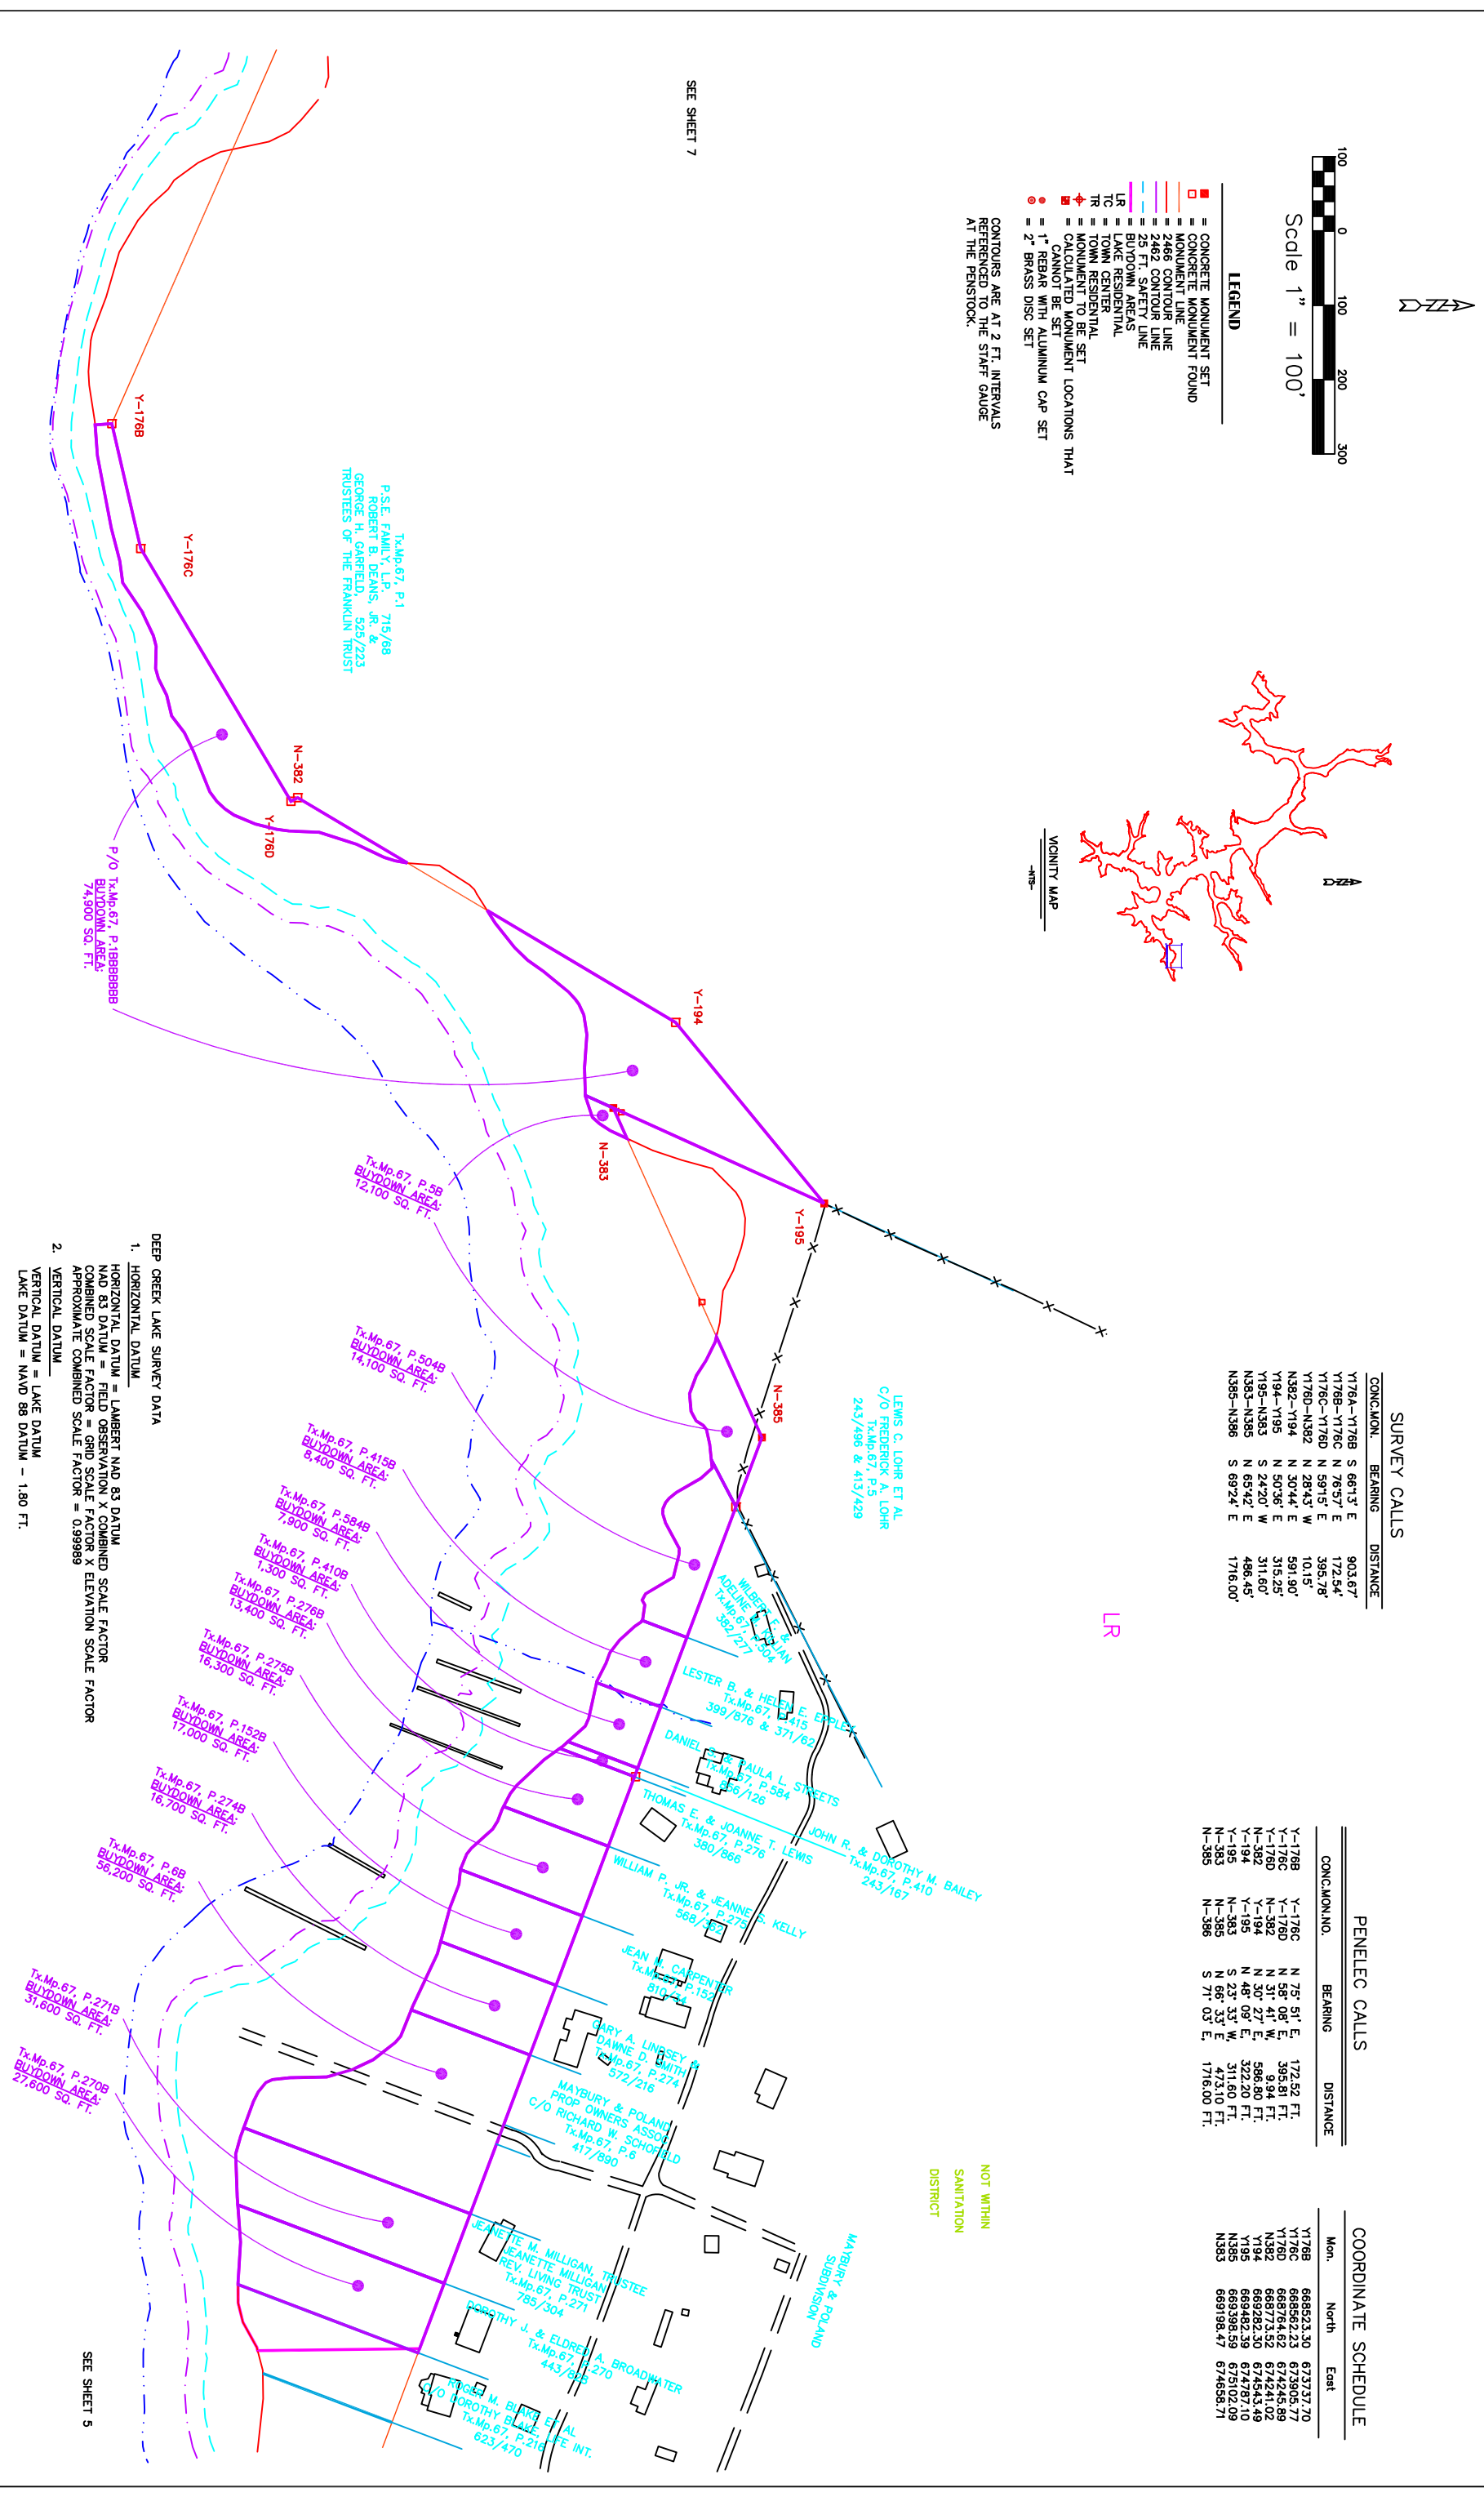 100 0 100 200 300
Scale 1" = 100'
LEGEND
= CONCRETE MONUMENT SET
= CONCRETE MONUMENT FOUND
= MONUMENT LINE
= 2466 CONTOUR LINE
= 2462 CONTOUR LINE
= 25 FT. SAFETY LINE
= BUYDOWN AREAS
LR = LAKE RESIDENTIAL
TC = TOWN CENTER
TR = TOWN RESIDENTIAL
= MONUMENT TO BE SET
= CALCULATED MONUMENT LOCATIONS THAT
CANNOT BE SET
= 1" REBAR WITH ALUMINUM CAP SET
= 2" BRASS DISC SET
CONTOURS ARE AT 2 FT. INTERVALS
REFERENCED TO THE STAFF GAUGE
AT THE PENSTOCK.
SEE SHEET 7
VICINITY MAP
-NTS-
SURVEY CALLS
CONC.MON. BEARING DISTANCE
Y176A-Y176B S 66°13' E 903.67'
Y176B-Y176C N 76°57' E 172.54'
Y176C-Y176D N 59°15' E 395.78'
Y176D-N382 N 28°43' W 10.15'
N382-Y194 N 30°44' E 591.90'
Y194-Y195 N 50°36' E 315.25'
Y195-N383 S 24°20' W 311.60'
N383-N385 N 65°42' E 486.45'
N385-N386 S 69°24' E 1716.00'
PENELEC CALLS
CONC.MON.NO. BEARING DISTANCE
Y-176B Y-176C N 75° 51' E, 172.52 FT.
Y-176C Y-176D N 58° 08' E, 395.81 FT.
Y-176D N-382 N 31° 41' W, 9.94 FT.
N-382 Y-194 N 30° 27' E, 586.80 FT.
Y-194 Y-195 N 48° 09' E, 322.20 FT.
Y-195 N-383 S 23° 33' W, 311.60 FT.
N-383 N-385 N 66° 33' E 473.10 FT.
N-385 N-386 S 71° 03' E, 1716.00 FT.
COORDINATE SCHEDULE
Mon. North East
Y176B 668523.30 673737.70
Y176C 668562.23 673905.77
Y176D 668764.62 674245.89
N382 668773.52 674241.02
Y194 669282.30 674543.49
Y195 669482.39 674787.10
N385 669398.59 675102.09
N383 669198.47 674658.71
LR
NOT WITHIN
SANITATION
DISTRICT
MAYBURY & POLAND
SUBDIVISION
Y-176B
Y-176C
N-382
Y-176D
Y-194
N-383
Y-195
N-385
Tx.Mp.67, P.1
P.S.E. FAMILY, L.P. 715/68
ROBERT B. DEANS, JR. &
GEORGE H. GARFIELD, 525/223
TRUSTEES OF THE FRANKLIN TRUST
LEWIS C. LOHR ET AL
C/O FREDERICK A. LOHR
Tx.Mp.67, P.5
243/496 & 413/429
WILBERT F. &
ADELINE KILLIAN
Tx.Mp.67, P.504
382/277
LESTER B. & HELEN E. EPPLEY
Tx.Mp.67, P.415
399/876 & 371/62
DANIEL S. & PAULA L. STREETS
Tx.Mp.67, P.584
856/126
JOHN R. & DOROTHY M. BAILEY
Tx.Mp.67, P.410
243/167
THOMAS E. & JOANNE T. LEWIS
Tx.Mp.67, P.276
380/866
WILLIAM P. JR. & JEANNE S. KELLY
Tx.Mp.67, P.275
568/362
JEAN M. CARPENTER
Tx.Mp.67, P.152
GARY A. LINDSEY &
DAWNE D. SMITH
Tx.Mp.67, P.274
572/216
MAYBURY & POLAND
PROP OWNERS ASSOC
C/O RICHARD W. SCHOFIELD
Tx.Mp.67, P.6
417/890
JEANETTE M. MILLIGAN, TRUSTEE
JEANETTE MILLIGAN
REV. LIVING TRUST
Tx.Mp.67, P.271
785/304
DOROTHY J. & ELDRED A. BROADWATER
Tx.Mp.67, P.270
ROGER M. BLAKE ET AL
C/O DOROTHY BLAKE, LIFE INT.
Tx.Mp.67, P.216
623/470
P/O Tx.Mp.67, P.1BBBBBBB
BUYDOWN AREA:
74,900 SQ. FT.
Tx.Mp.67, P.5B
BUYDOWN AREA:
12,100 SQ. FT.
Tx.Mp.67, P.504B
BUYDOWN AREA:
14,100 SQ. FT.
Tx.Mp.67, P.415B
BUYDOWN AREA:
8,400 SQ. FT.
Tx.Mp.67, P.584B
BUYDOWN AREA:
7,900 SQ. FT.
Tx.Mp.67, P.410B
BUYDOWN AREA:
1,300 SQ. FT.
Tx.Mp.67, P.276B
BUYDOWN AREA:
13,400 SQ. FT.
Tx.Mp.67, P.275B
BUYDOWN AREA:
16,300 SQ. FT.
Tx.Mp.67, P.152B
BUYDOWN AREA:
17,000 SQ. FT.
Tx.Mp.67, P.274B
BUYDOWN AREA:
16,700 SQ. FT.
Tx.Mp.67, P.6B
BUYDOWN AREA:
56,200 SQ. FT.
Tx.Mp.67, P.271B
BUYDOWN AREA:
31,600 SQ. FT.
Tx.Mp.67, P.270B
BUYDOWN AREA:
27,600 SQ. FT.
DEEP CREEK LAKE SURVEY DATA
1. HORIZONTAL DATUM
HORIZONTAL DATUM = LAMBERT NAD 83 DATUM
NAD 83 DATUM = FIELD OBSERVATION X COMBINED SCALE FACTOR
COMBINED SCALE FACTOR = GRID SCALE FACTOR X ELEVATION SCALE FACTOR
APPROXIMATE COMBINED SCALE FACTOR = 0.99989
2. VERTICAL DATUM
VERTICAL DATUM = LAKE DATUM
LAKE DATUM = NAVD 88 DATUM - 1.80 FT.
SEE SHEET 5